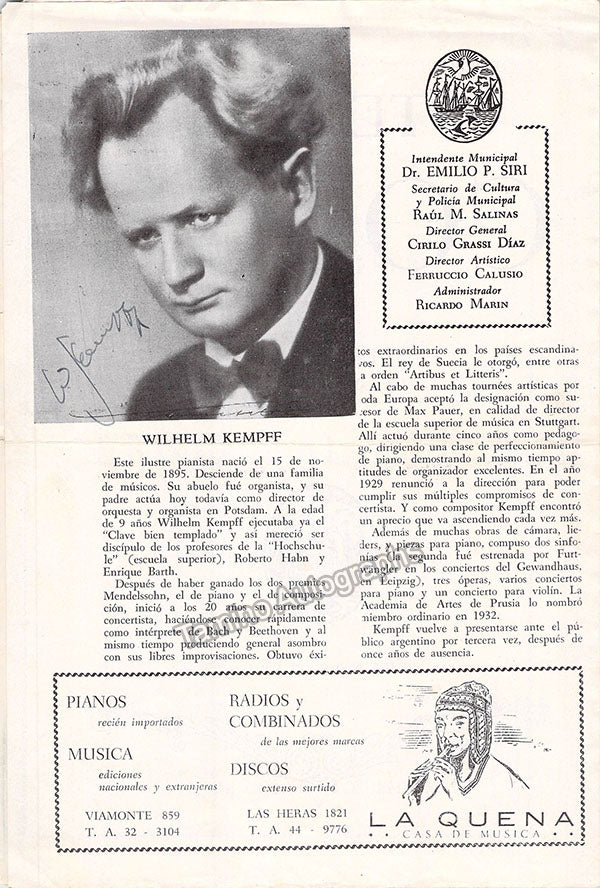 W Kempff
WILHELM KEMPFF
Este ilustre pianista nació el 15 de no-
viembre de 1895. Desciende de una familia
de músicos. Su abuelo fué organista, y su
padre actúa hoy todavía como director de
orquesta y organista en Potsdam. A la edad
de 9 años Wilhelm Kempff ejecutaba ya el
"Clave bien templado" y así mereció ser
discípulo de los profesores de la "Hochschu-
le" (escuela superior), Roberto Habn y
Enrique Barth.
Después de haber ganado los dos premios
Mendelssohn, el de piano y el de composi-
ción, inició a los 20 años su carrera de
concertista, haciéndose conocer rápidamente
como intérprete de Bach y Beethoven y al
mismo tiempo produciendo general asombro
con sus libres improvisaciones. Obtuvo éxi-
Intendente Municipal
Dr. EMILIO P. SIRI
Secretario de Cultura
y Policía Municipal
RAÚL M. SALINAS
Director General
CIRILO GRASSI DÍAZ
Director Artístico
FERRUCCIO CALUSIO
Administrador
RICARDO MARIN
tos extraordinarios en los países escandina-
vos. El rey de Suecia le otorgó, entre otras
a orden "Artibus et Litteris".
Al cabo de muchas tournées artísticas por
oda Europa aceptó la designación como su-
cesor de Max Pauer, en calidad de director
de la escuela superior de música en Stuttgart.
Allí actuó durante cinco años como pedago-
go, dirigiendo una clase de perfeccionamiento
de piano, demostrando al mismo tiempo ap-
titudes de organizador excelentes. En el año
1929 renunció a la dirección para poder
cumplir sus múltiples compromisos de con-
certista. Y como compositor Kempff encontró
un aprecio que va ascendiendo cada vez más.
Además de muchas obras de cámara, lie-
ders, y piezas para piano, compuso dos sinfo-
nías (la segunda fué estrenada por Furt-
wangler en los conciertos del Gewandhaus,
en Leipzig), tres óperas, varios conciertos
para piano y un concierto para violín. La
Academia de Artes de Prusia lo nombró
miembro ordinario en 1932.
Kempff vuelve a presentarse ante el pú-
blico argentino por tercera vez, después de
once años de ausencia.
Tamino Autographs
PIANOS
recién importados
MUSICA
ediciones
nacionales y extranjeras
VIAMONTE 859
T. A. 32 - 3104
RADIOS y
COMBINADOS
de las mejores marcas
DISCOS
extenso surtido
LAS HERAS 1821
T. A. 44 - 9776
LA QUENA
CASA DE MUSICA